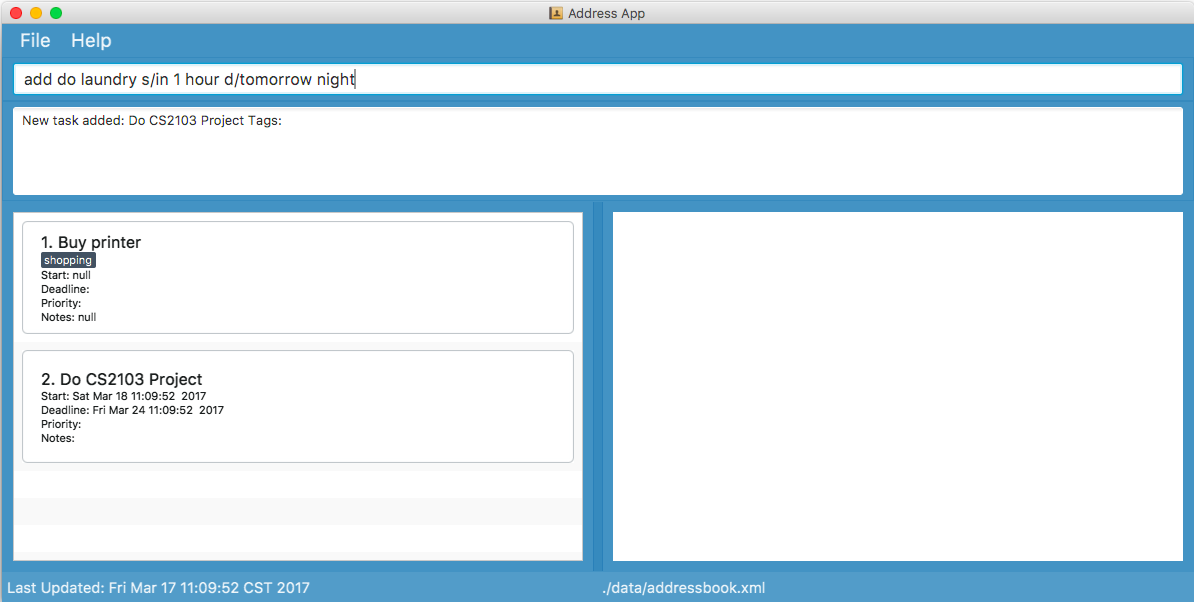 Address App
File Help
add do laundry s/in 1 hour d/tomorrow night
New task added: Do CS2103 Project Tags:
1. Buy printer
shopping
Start: null
Deadline:
Priority:
Notes: null
2. Do CS2103 Project
Start: Sat Mar 18 11:09:52 2017
Deadline: Fri Mar 24 11:09:52 2017
Priority:
Notes:
Last Updated: Fri Mar 17 11:09:52 CST 2017
./data/addressbook.xml